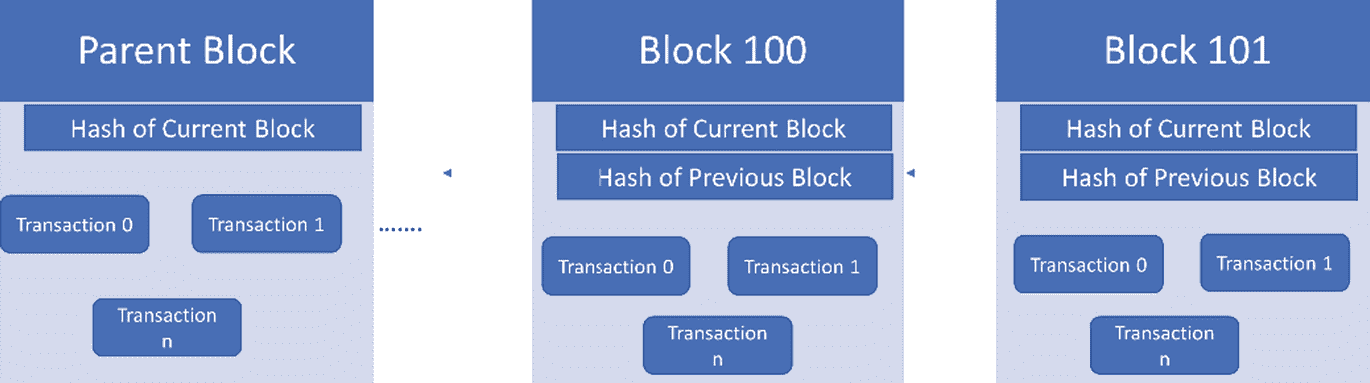 Parent Block
Hash of Current Block
Transaction 0
Transaction 1
Transaction
n
.......
Block 100
Hash of Current Block
Hash of Previous Block
Transaction 0
Transaction 1
Transaction
n
Block 101
Hash of Current Block
Hash of Previous Block
Transaction 0
Transaction 1
Transaction
n